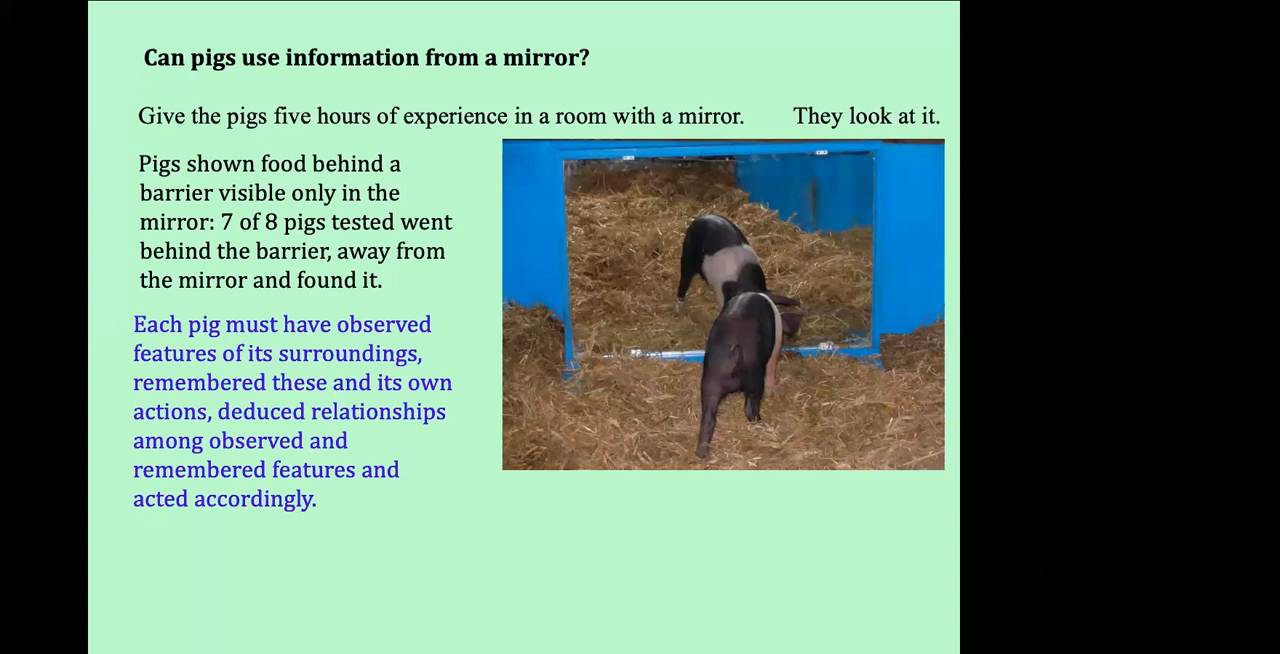 Can pigs use information from a mirror?
Give the pigs five hours of experience in a room with a mirror. They look at it.
Pigs shown food behind a
barrier visible only in the
mirror: 7 of 8 pigs tested went
behind the barrier, away from
the mirror and found it.
Each pig must have observed
features of its surroundings,
remembered these and its own
actions, deduced relationships
among observed and
remembered features and
acted accordingly.